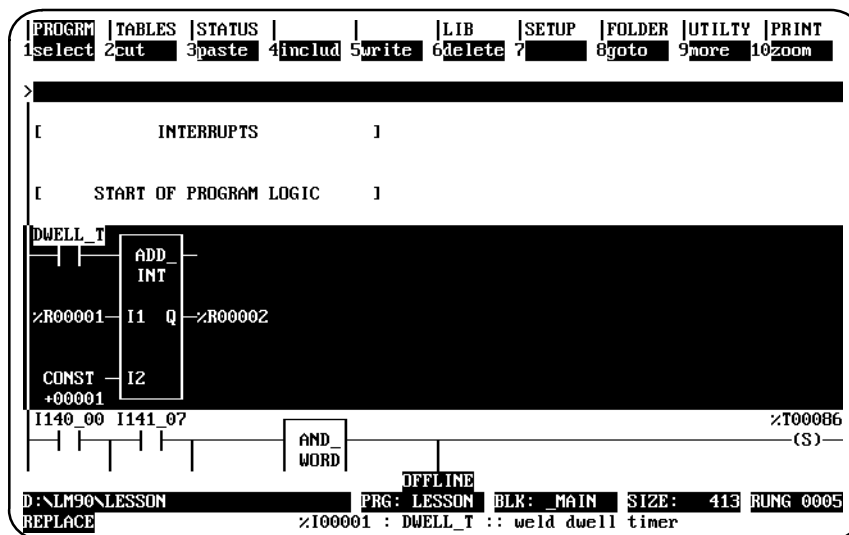 PROGRM |TABLES |STATUS | | |LIB |SETUP |FOLDER |UTILTY |PRINT
1select 2cut 3paste 4includ 5write 6delete 7 8goto 9more 10zoom
>
[ INTERRUPTS ]
[ START OF PROGRAM LOGIC ]
DWELL_T
ADD_
INT
%R00001 I1 Q %R00002
CONST I2
+00001
I140_00 I141_07 %T00086
AND_ (S)
WORD
OFFLINE
D:\LM90\LESSON PRG: LESSON BLK: _MAIN SIZE: 413 RUNG 0005
REPLACE %I00001 : DWELL_T :: weld dwell timer